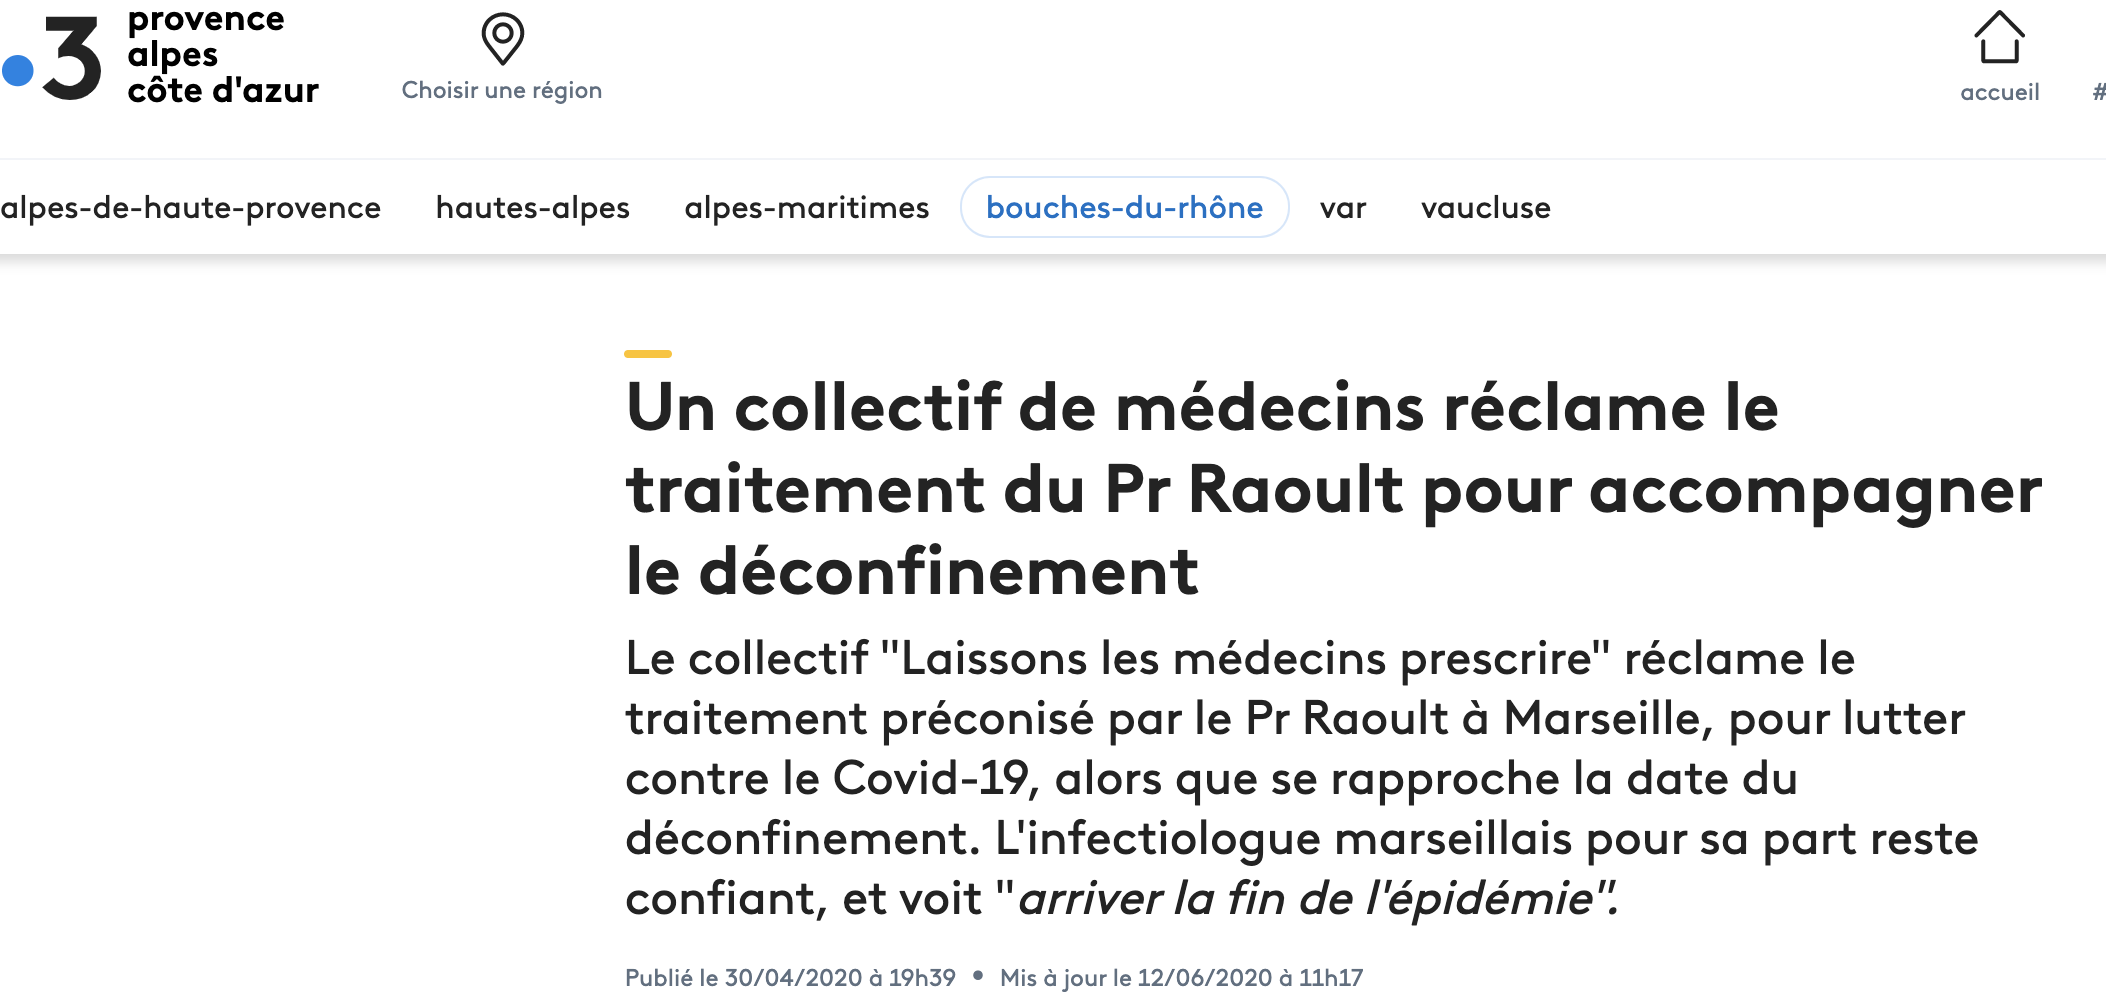 .3 provence
alpes
côte d'azur
Choisir une région
accueil
#
alpes-de-haute-provence hautes-alpes alpes-maritimes bouches-du-rhône var vaucluse
Un collectif de médecins réclame le
traitement du Pr Raoult pour accompagner
le déconfinement
Le collectif "Laissons les médecins prescrire" réclame le
traitement préconisé par le Pr Raoult à Marseille, pour lutter
contre le Covid-19, alors que se rapproche la date du
déconfinement. L'infectiologue marseillais pour sa part reste
confiant, et voit "arriver la fin de l'épidémie".
Publié le 30/04/2020 à 19h39 • Mis à jour le 12/06/2020 à 11h17